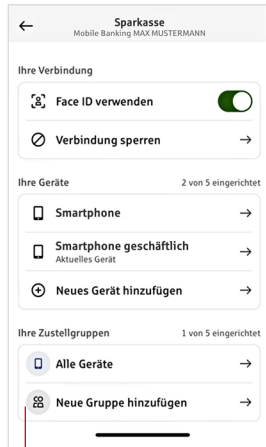 Sparkasse
Mobile Banking MAX MUSTERMANN
Ihre Verbindung
Face ID verwenden
Verbindung sperren
Ihre Geräte 2 von 5 eingerichtet
Smartphone
Smartphone geschäftlich
Aktuelles Gerät
Neues Gerät hinzufügen
Ihre Zustellgruppen 1 von 5 eingerichtet
Alle Geräte
Neue Gruppe hinzufügen